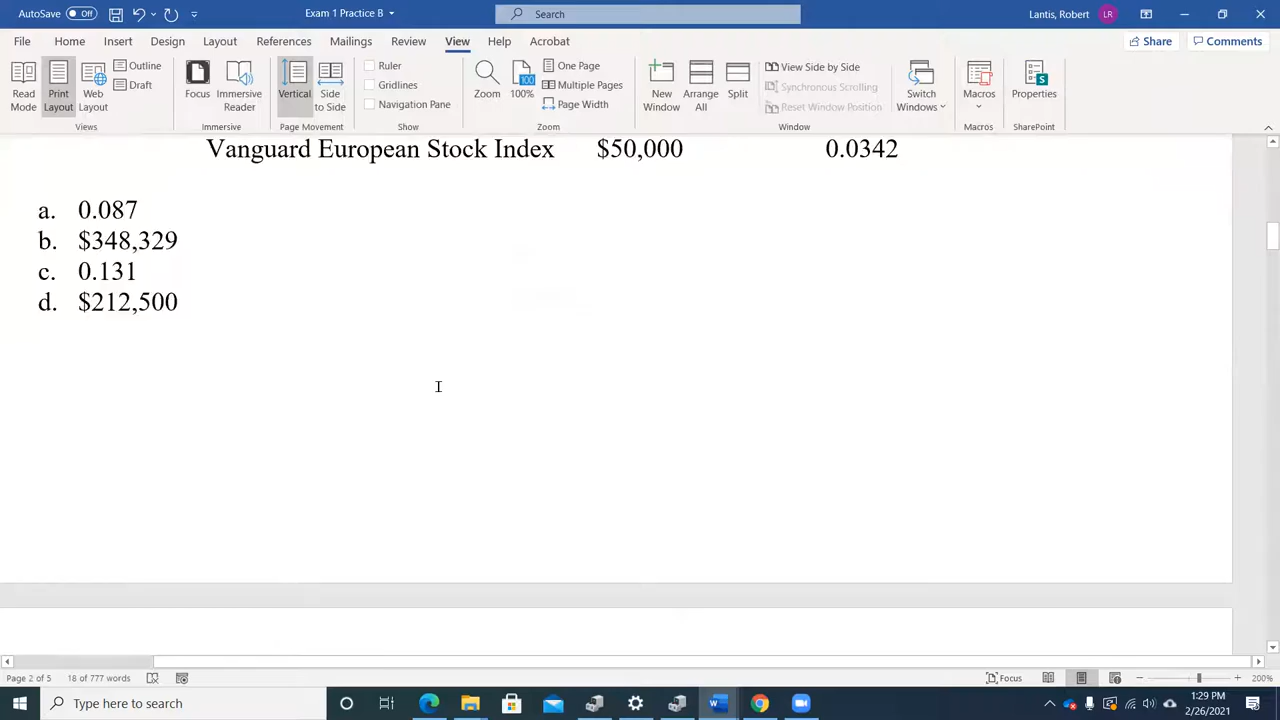 AutoSave Off Exam 1 Practice B Search Lantis, Robert LR
File Home Insert Design Layout References Mailings Review View Help Acrobat Share Comments
Read Mode Print Layout Web Layout Outline Draft Focus Immersive Reader Vertical Side to Side Ruler Gridlines Navigation Pane Zoom 100 100% One Page Multiple Pages Page Width New Window Arrange All Split View Side by Side Synchronous Scrolling Reset Window Position Switch Windows Macros Properties
Views Immersive Page Movement Show Zoom Window Macros SharePoint
Vanguard European Stock Index $50,000 0.0342
a. 0.087
b. $348,329
c. 0.131
d. $212,500
Page 2 of 5 18 of 777 words Focus 200%
Type here to search 1:29 PM
2/26/2021